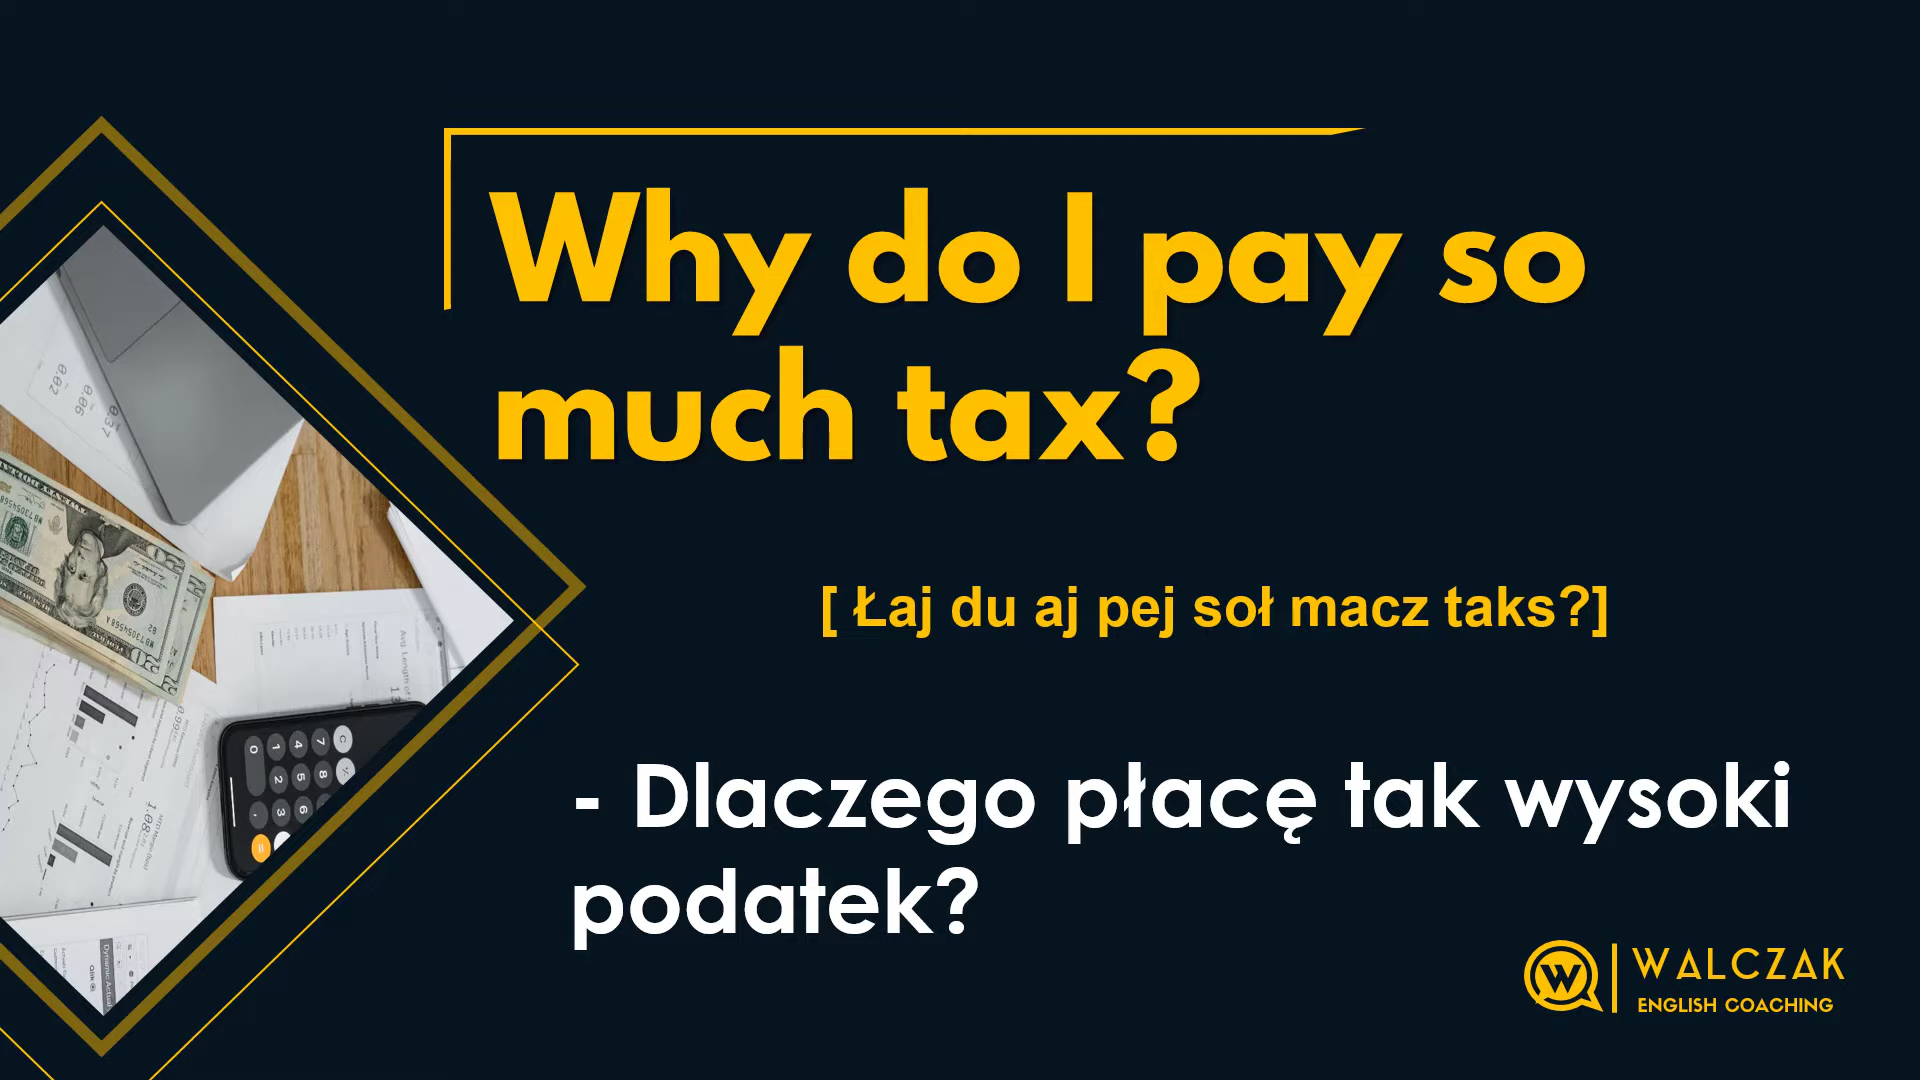 Why do I pay so
much tax?
[ Łaj du aj pej soł macz taks?]
- Dlaczego płacę tak wysoki
podatek?
W
WALCZAK
ENGLISH COACHING